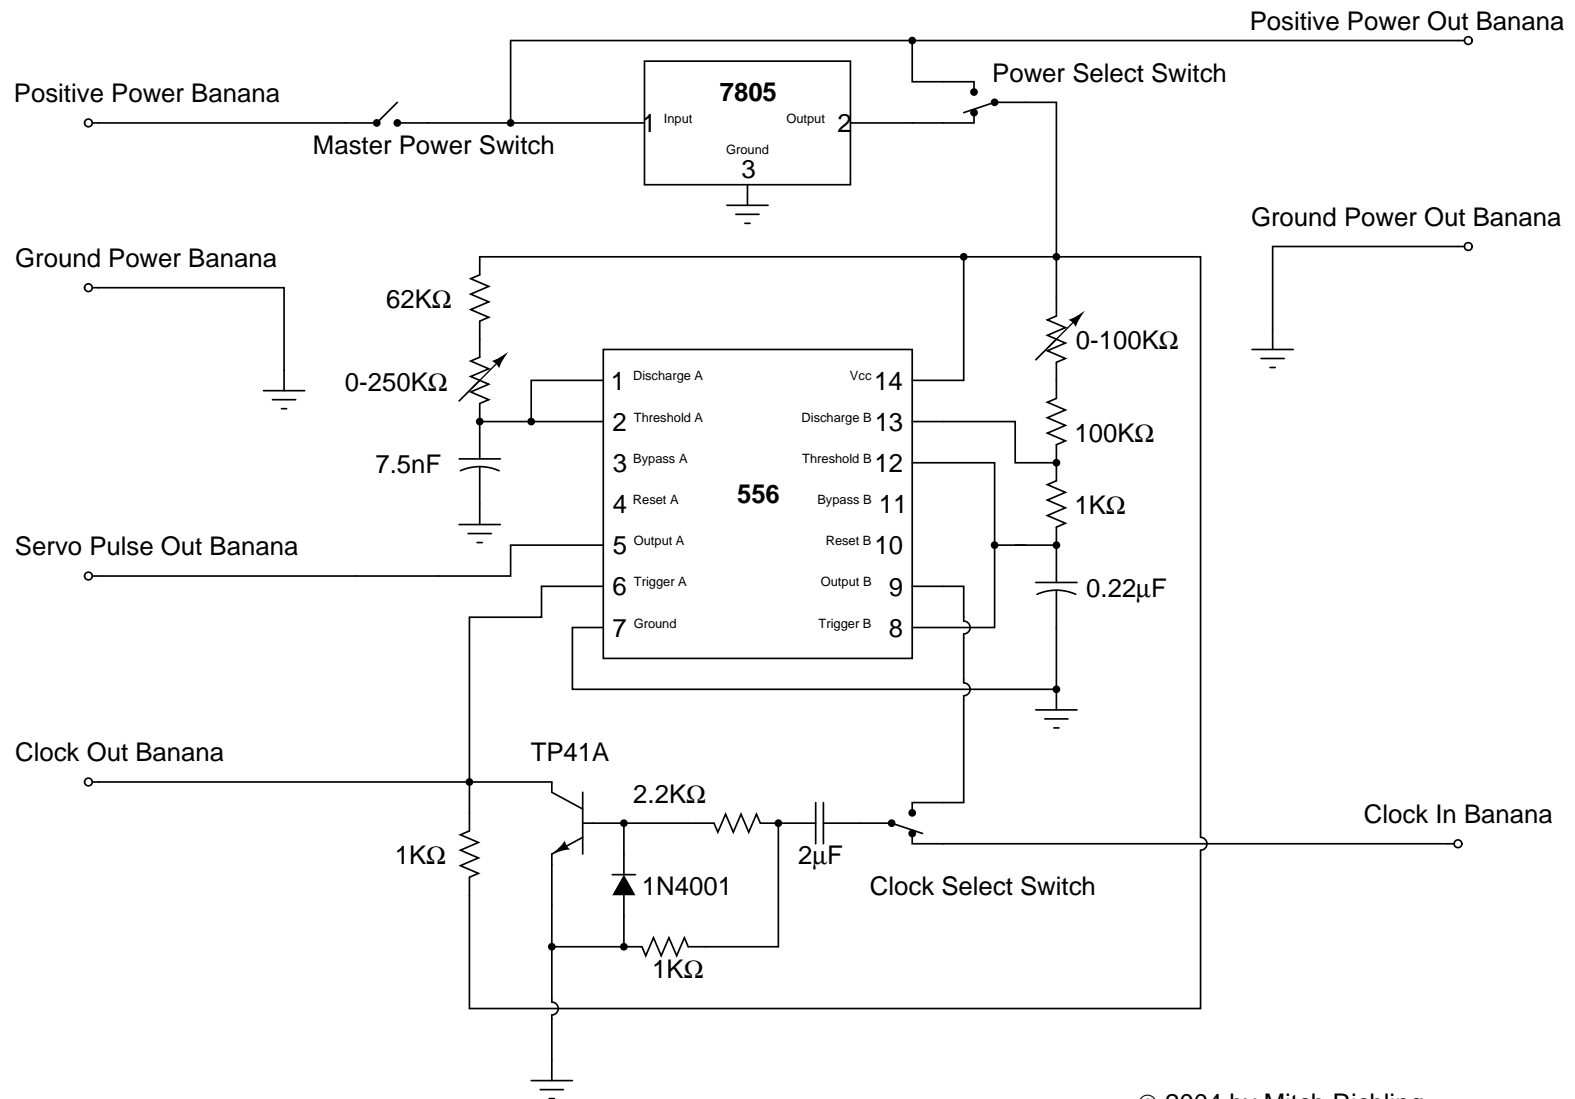 Positive Power Out Banana
Power Select Switch
Positive Power Banana
7805
1 Input
Output 2
Ground
3
Master Power Switch
Ground Power Out Banana
Ground Power Banana
62KΩ
0-100KΩ
0-250KΩ
1 Discharge A
Vcc 14
2 Threshold A
Discharge B 13
100KΩ
7.5nF
3 Bypass A
Threshold B 12
556
4 Reset A
Bypass B 11
1KΩ
Servo Pulse Out Banana
5 Output A
Reset B 10
6 Trigger A
Output B 9
0.22μF
7 Ground
Trigger B 8
Clock Out Banana
TP41A
2.2KΩ
Clock In Banana
1KΩ
2μF
1N4001
Clock Select Switch
1KΩ
© 2004 by Mitch Richling